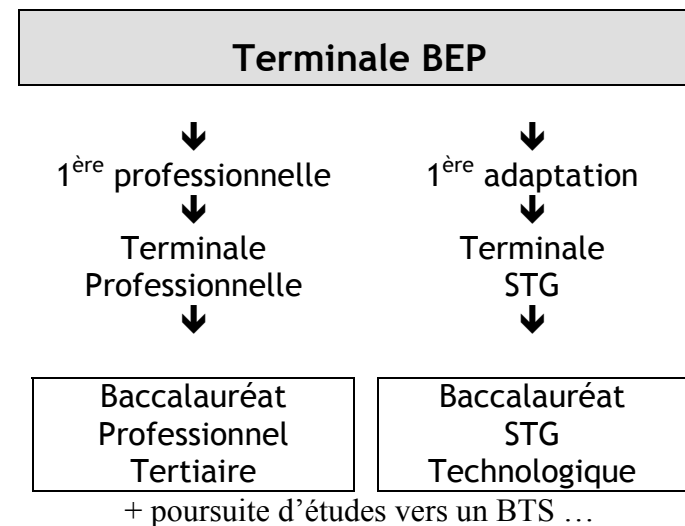 Terminale BEP
1ère professionnelle
Terminale
Professionnelle
Baccalauréat
Professionnel
Tertiaire
1ère adaptation
Terminale
STG
Baccalauréat
STG
Technologique
+ poursuite d'études vers un BTS …